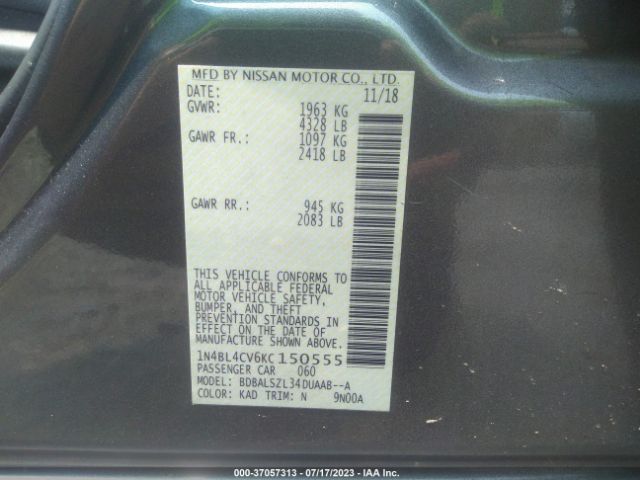 MFD BY NISSAN MOTOR CO., LTD.
DATE: 11/18
GVWR: 1963 KG
4328 LB
GAWR FR.: 1097 KG
2418 LB
GAWR RR.: 945 KG
2083 LB
THIS VEHICLE CONFORMS TO
ALL APPLICABLE FEDERAL
MOTOR VEHICLE SAFETY,
BUMPER, AND THEFT
PREVENTION STANDARDS IN
EFFECT ON THE DATE OF
MANUFACTURE SHOWN ABOVE.
1N4BL4CV6KC150555
PASSENGER CAR 060
MODEL: BDBALSZL34DUAAB--A
COLOR: KAD TRIM: N 9N00A
000-37057313 / 07/17/2023 / IAA Inc.